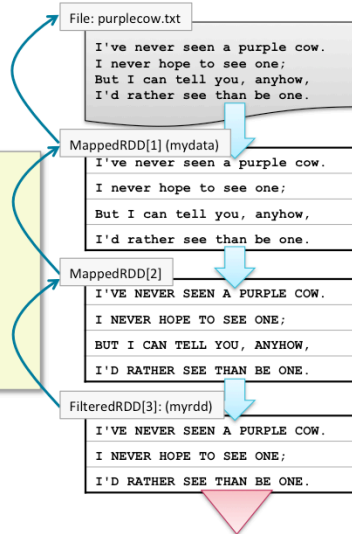 File: purplecow.txt
I've never seen a purple cow.
I never hope to see one;
But I can tell you, anyhow,
I'd rather see than be one.
MappedRDD[1] (mydata)
I've never seen a purple cow.
I never hope to see one;
But I can tell you, anyhow,
I'd rather see than be one.
MappedRDD[2]
I'VE NEVER SEEN A PURPLE COW.
I NEVER HOPE TO SEE ONE;
BUT I CAN TELL YOU, ANYHOW,
I'D RATHER SEE THAN BE ONE.
FilteredRDD[3]: (myrdd)
I'VE NEVER SEEN A PURPLE COW.
I NEVER HOPE TO SEE ONE;
I'D RATHER SEE THAN BE ONE.